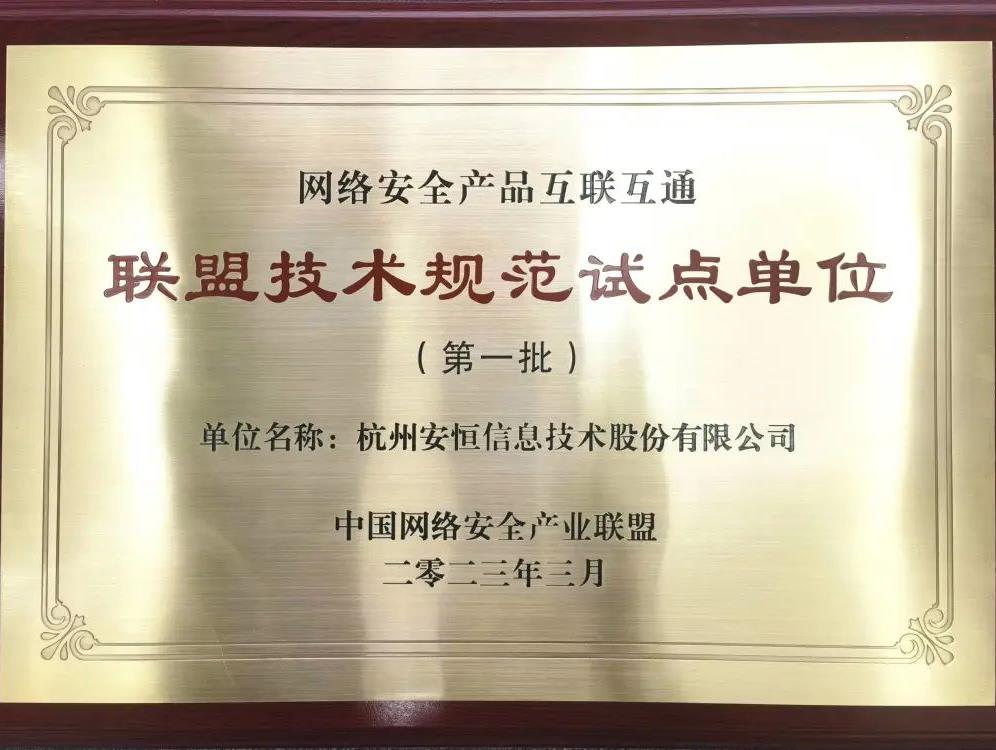 网络安全产品互联互通
联盟技术规范试点单位
（第一批）
单位名称：杭州安恒信息技术股份有限公司
中国网络安全产业联盟
二零二三年三月